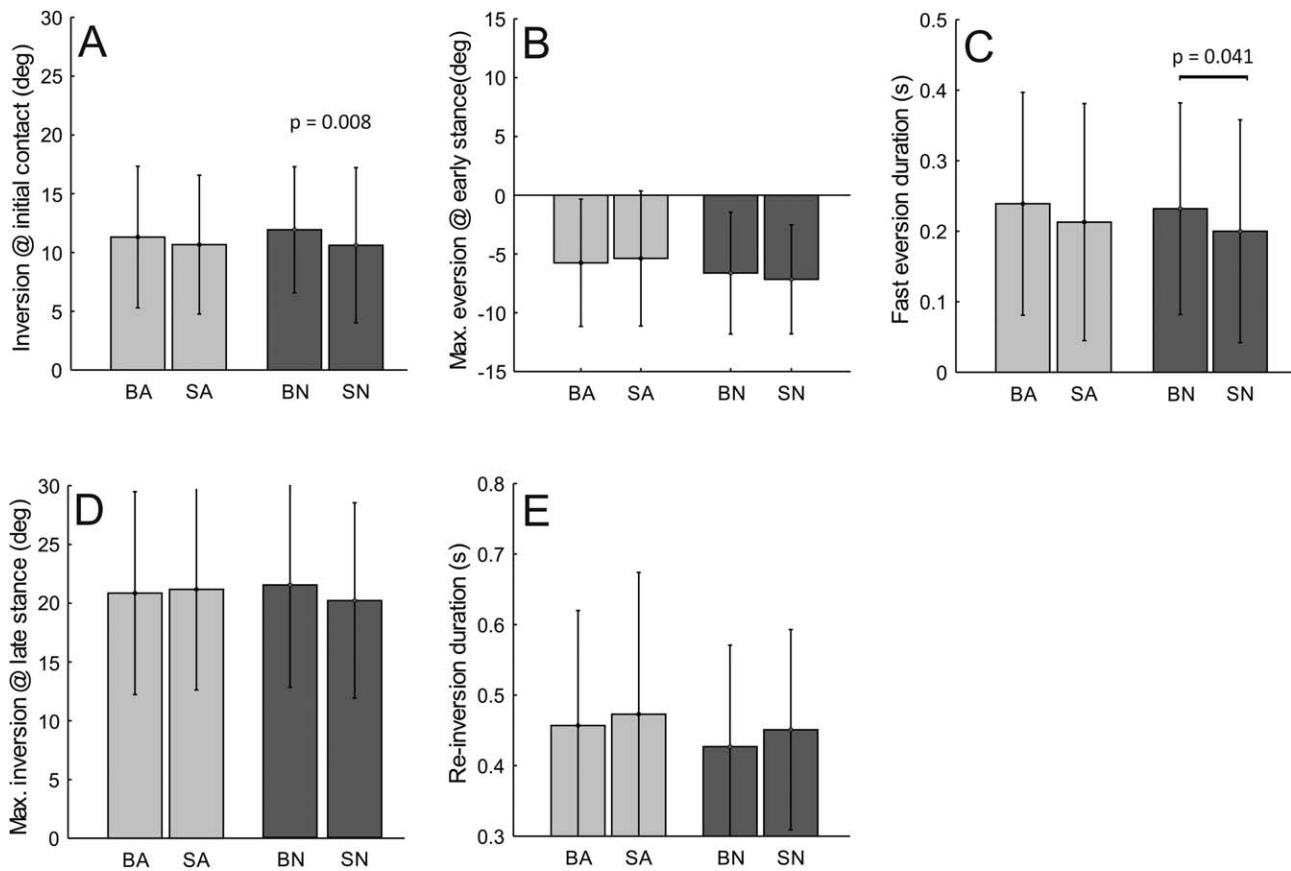 A
Inversion @ initial contact (deg)
30
25
20
15
10
5
0
p = 0.008
BA SA BN SN
B
Max. eversion @ early stance(deg)
15
10
5
0
-5
-10
-15
BA SA BN SN
C
Fast eversion duration (s)
0.5
0.4
0.3
0.2
0.1
0
p = 0.041
BA SA BN SN
D
Max. inversion @ late stance (deg)
30
25
20
15
10
5
0
BA SA BN SN
E
Re-inversion duration (s)
0.8
0.7
0.6
0.5
0.4
0.3
BA SA BN SN